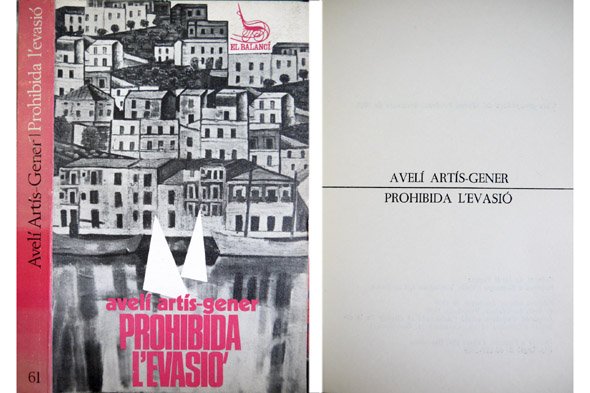 Avelí Artís-Gener | Prohibida l'evasió
61
EL BALANCÍ
avelí artís-gener
PROHIBIDA
L'EVASIÓ
AVELÍ ARTÍS-GENER
PROHIBIDA L'EVASIÓ